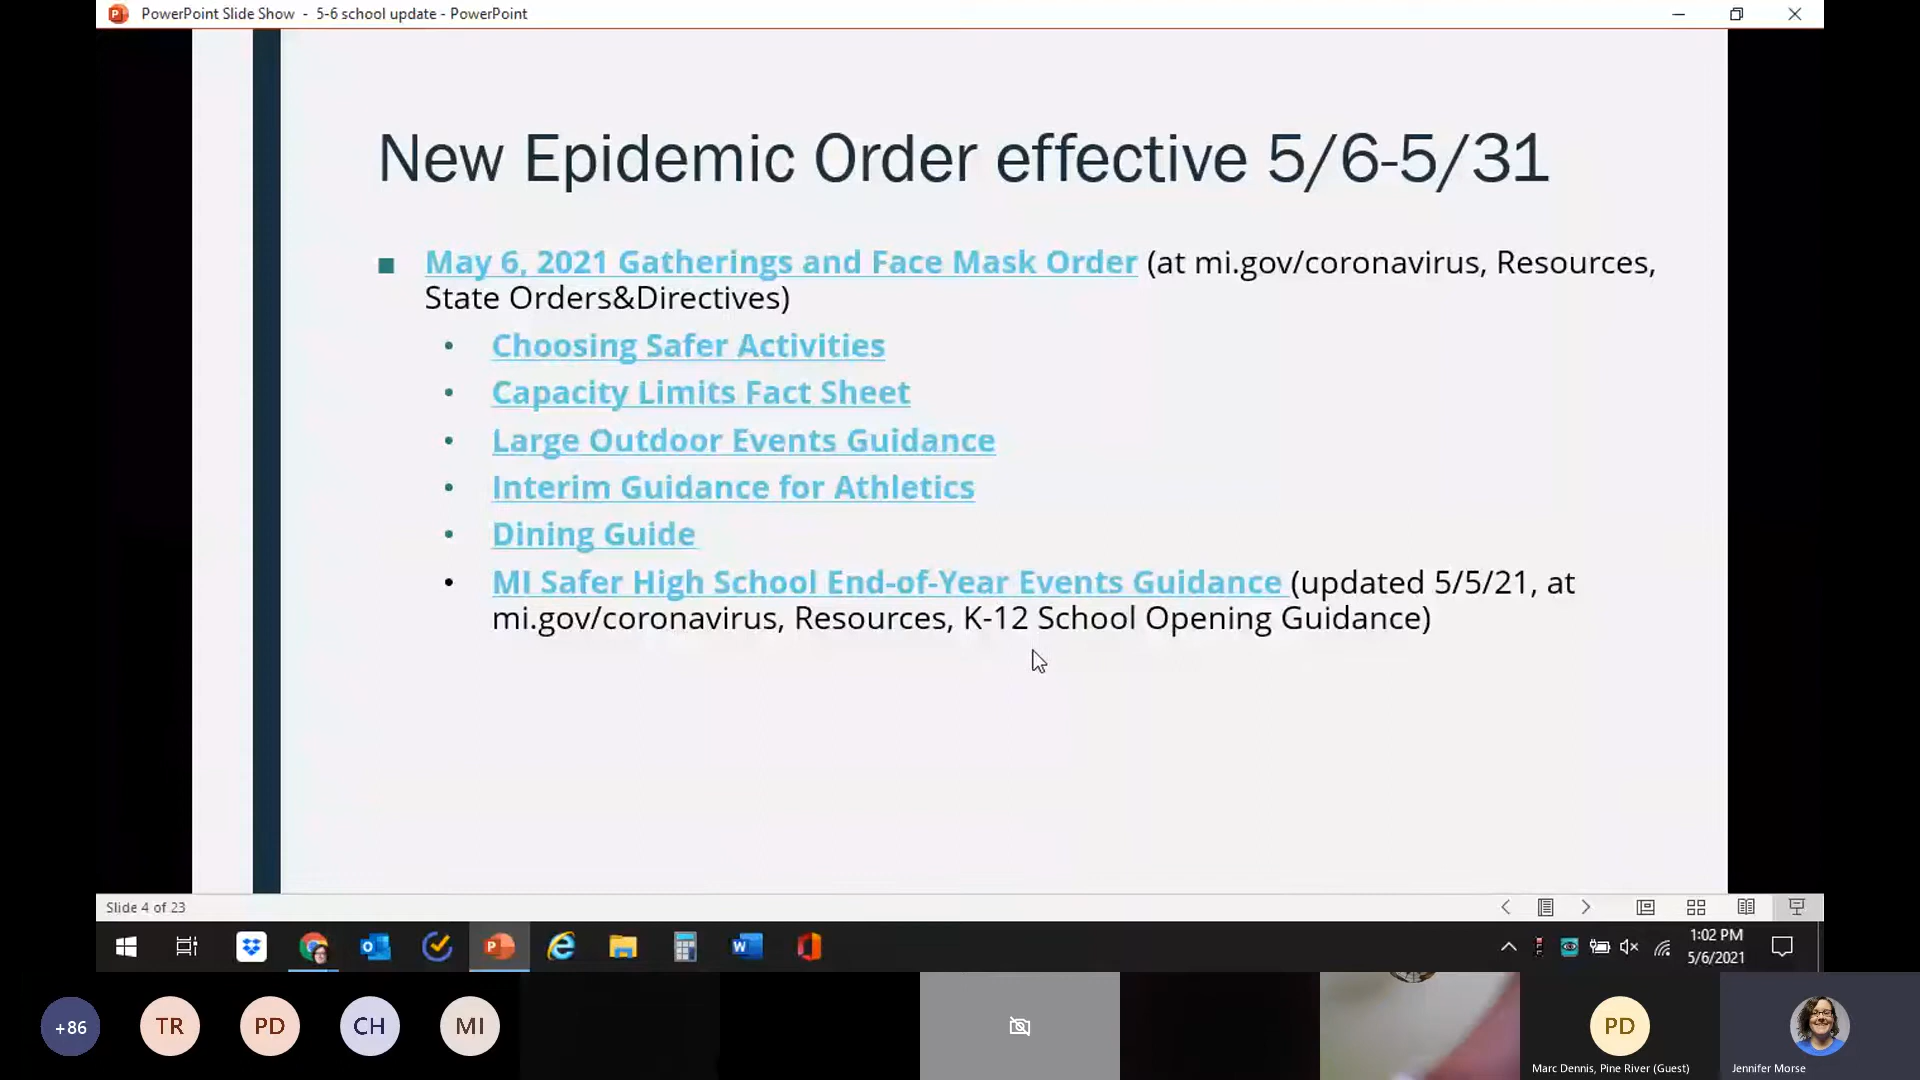 PowerPoint Slide Show - 5-6 school update - PowerPoint
New Epidemic Order effective 5/6-5/31
May 6, 2021 Gatherings and Face Mask Order (at mi.gov/coronavirus, Resources,
State Orders&Directives)
Choosing Safer Activities
Capacity Limits Fact Sheet
Large Outdoor Events Guidance
Interim Guidance for Athletics
Dining Guide
MI Safer High School End-of-Year Events Guidance (updated 5/5/21, at
mi.gov/coronavirus, Resources, K-12 School Opening Guidance)
Slide 4 of 23
1:02 PM
5/6/2021
+86 TR PD CH MI PD
Marc Dennis, Pine River (Guest) Jennifer Morse